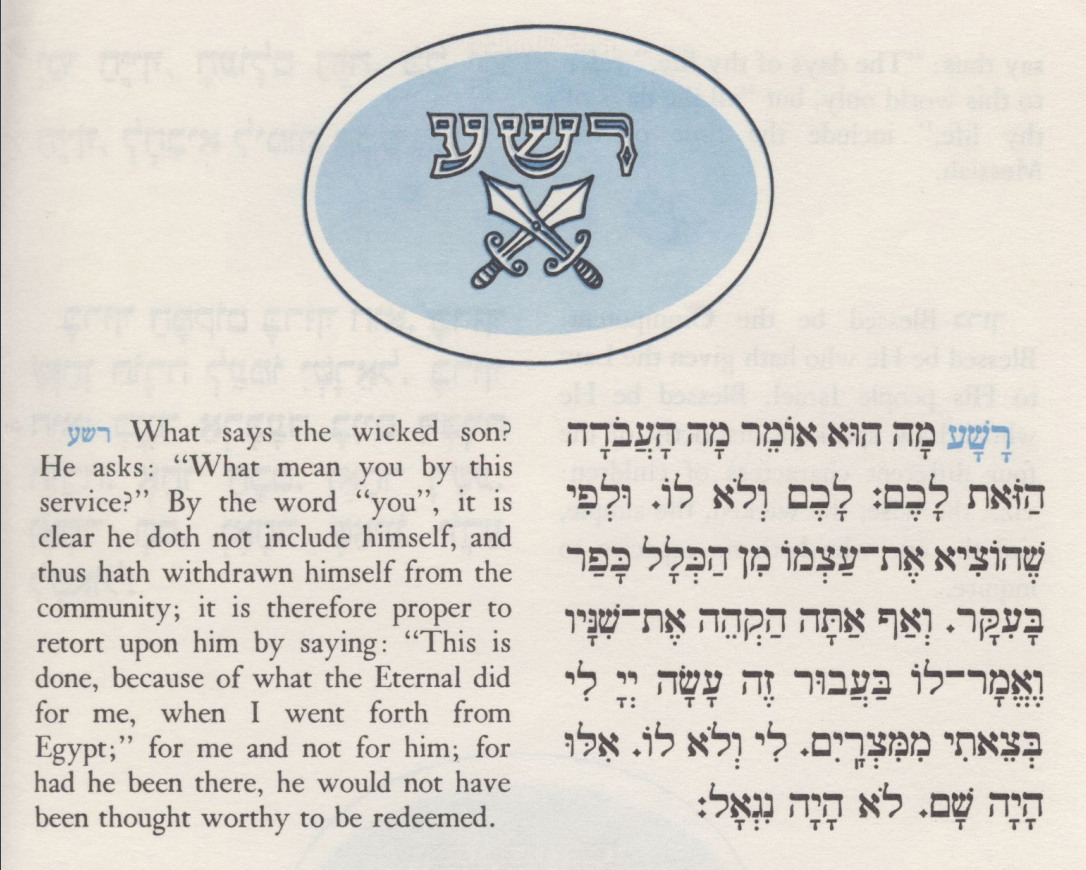 רשע
רשע What says the wicked son?
He asks: “What mean you by this
service?” By the word “you”, it is
clear he doth not include himself, and
thus hath withdrawn himself from the
community; it is therefore proper to
retort upon him by saying: “This is
done, because of what the Eternal did
for me, when I went forth from
Egypt;” for me and not for him; for
had he been there, he would not have
been thought worthy to be redeemed.
רָשָׁע מָה הוּא אוֹמֵר מָה הָעֲבֹדָה
הַזֹּאת לָכֶם: לָכֶם וְלֹא לוֹ. וּלְפִי
שֶׁהוֹצִיא אֶת־עַצְמוֹ מִן הַכְּלָל כָּפַר
בָּעִקָּר. וְאַף אַתָּה הַקְהֵה אֶת־שִׁנָּיו
וֶאֱמָר־לוֹ בַּעֲבוּר זֶה עָשָׂה יְיָ לִי
בְּצֵאתִי מִמִּצְרָיִם. לִי וְלֹא לוֹ. אִלּוּ
הָיָה שָׁם. לֹא הָיָה נִגְאָל: